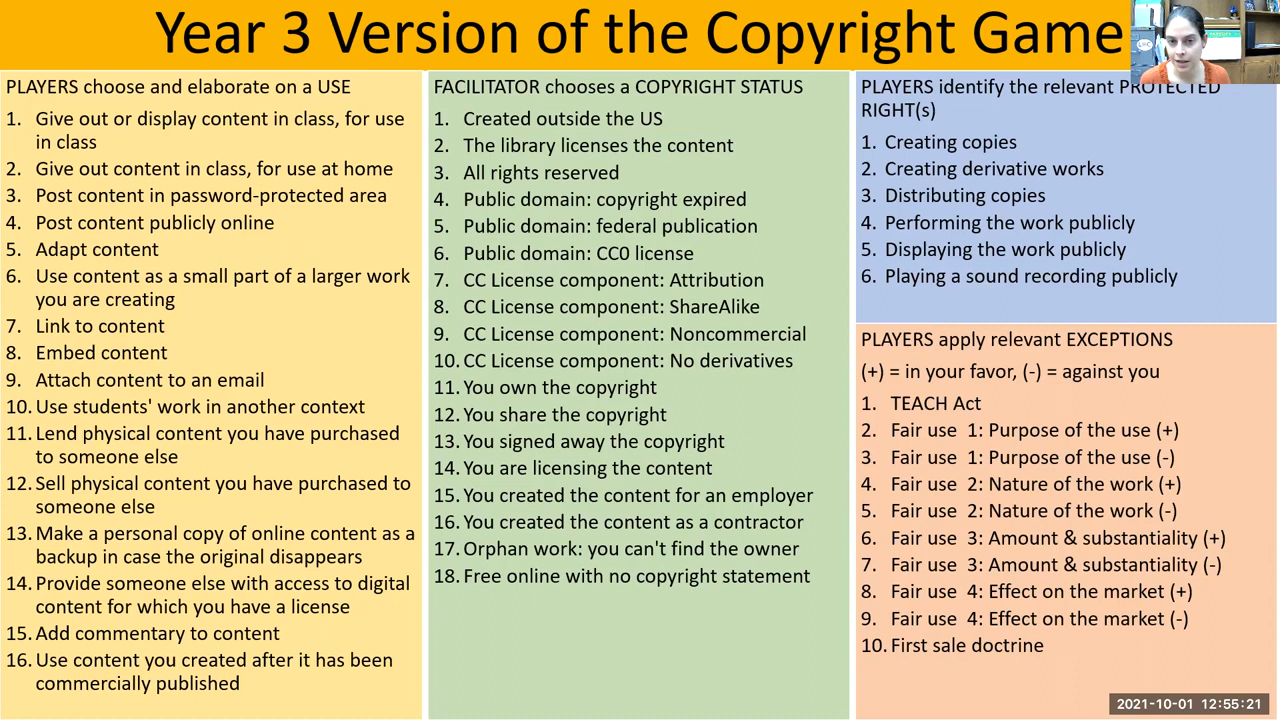 Year 3 Version of the Copyright Game
PLAYERS choose and elaborate on a USE
1. Give out or display content in class, for use
in class
2. Give out content in class, for use at home
3. Post content in password-protected area
4. Post content publicly online
5. Adapt content
6. Use content as a small part of a larger work
you are creating
7. Link to content
8. Embed content
9. Attach content to an email
10. Use students' work in another context
11. Lend physical content you have purchased
to someone else
12. Sell physical content you have purchased to
someone else
13. Make a personal copy of online content as a
backup in case the original disappears
14. Provide someone else with access to digital
content for which you have a license
15. Add commentary to content
16. Use content you created after it has been
commercially published
FACILITATOR chooses a COPYRIGHT STATUS
1. Created outside the US
2. The library licenses the content
3. All rights reserved
4. Public domain: copyright expired
5. Public domain: federal publication
6. Public domain: CC0 license
7. CC License component: Attribution
8. CC License component: ShareAlike
9. CC License component: Noncommercial
10. CC License component: No derivatives
11. You own the copyright
12. You share the copyright
13. You signed away the copyright
14. You are licensing the content
15. You created the content for an employer
16. You created the content as a contractor
17. Orphan work: you can't find the owner
18. Free online with no copyright statement
PLAYERS identify the relevant PROTECTED
RIGHT(s)
1. Creating copies
2. Creating derivative works
3. Distributing copies
4. Performing the work publicly
5. Displaying the work publicly
6. Playing a sound recording publicly
PLAYERS apply relevant EXCEPTIONS
(+) = in your favor, (-) = against you
1. TEACH Act
2. Fair use 1: Purpose of the use (+)
3. Fair use 1: Purpose of the use (-)
4. Fair use 2: Nature of the work (+)
5. Fair use 2: Nature of the work (-)
6. Fair use 3: Amount & substantiality (+)
7. Fair use 3: Amount & substantiality (-)
8. Fair use 4: Effect on the market (+)
9. Fair use 4: Effect on the market (-)
10. First sale doctrine
2021-10-01 12:55:21